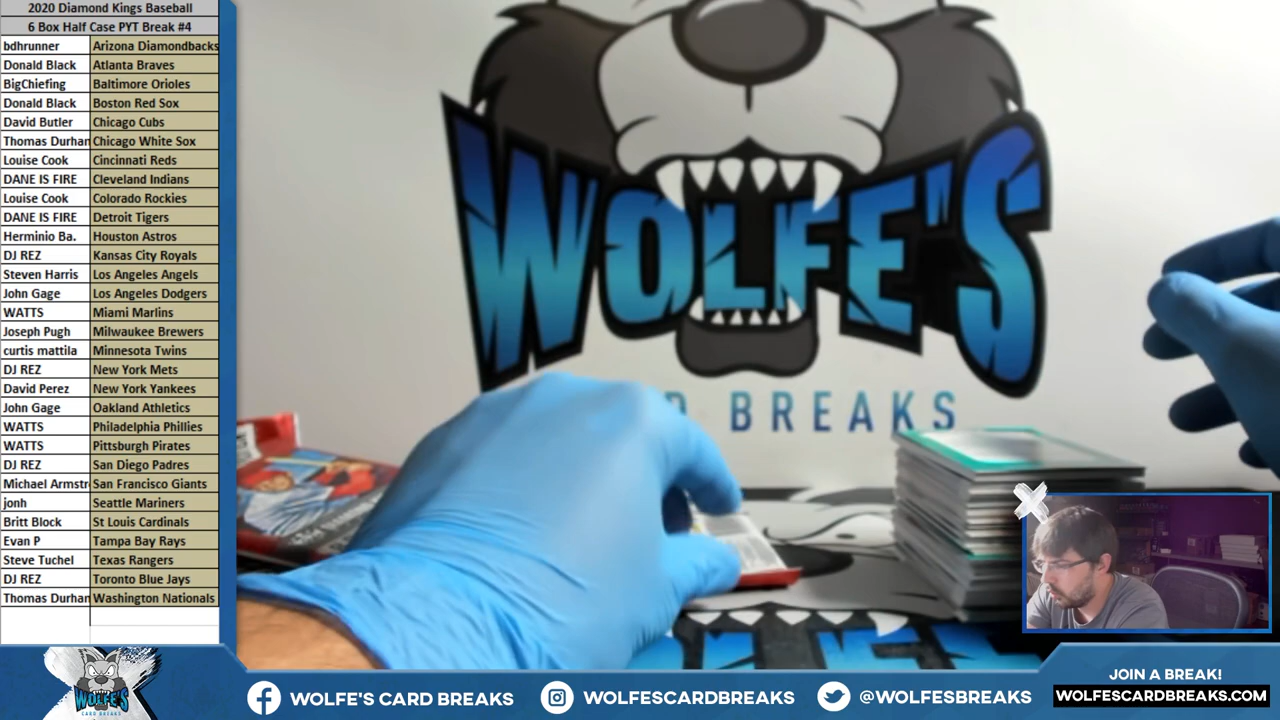 2020 Diamond Kings Baseball
6 Box Half Case PYT Break #4
bdhrunner Arizona Diamondbacks
Donald Black Atlanta Braves
BigChiefing Baltimore Orioles
Donald Black Boston Red Sox
David Butler Chicago Cubs
Thomas Durhan Chicago White Sox
Louise Cook Cincinnati Reds
DANE IS FIRE Cleveland Indians
Louise Cook Colorado Rockies
DANE IS FIRE Detroit Tigers
Herminio Ba. Houston Astros
DJ REZ Kansas City Royals
Steven Harris Los Angeles Angels
John Gage Los Angeles Dodgers
WATTS Miami Marlins
Joseph Pugh Milwaukee Brewers
curtis mattila Minnesota Twins
DJ REZ New York Mets
David Perez New York Yankees
John Gage Oakland Athletics
WATTS Philadelphia Phillies
WATTS Pittsburgh Pirates
DJ REZ San Diego Padres
Michael Armstr San Francisco Giants
jonh Seattle Mariners
Britt Block St Louis Cardinals
Evan P Tampa Bay Rays
Steve Tuchel Texas Rangers
DJ REZ Toronto Blue Jays
Thomas Durhan Washington Nationals
WOLFE'S
D BREAKS
WOLFE'S
CARD BREAKS
WOLFE'S CARD BREAKS
WOLFESCARDBREAKS
@WOLFESBREAKS
JOIN A BREAK!
WOLFESCARDBREAKS.COM